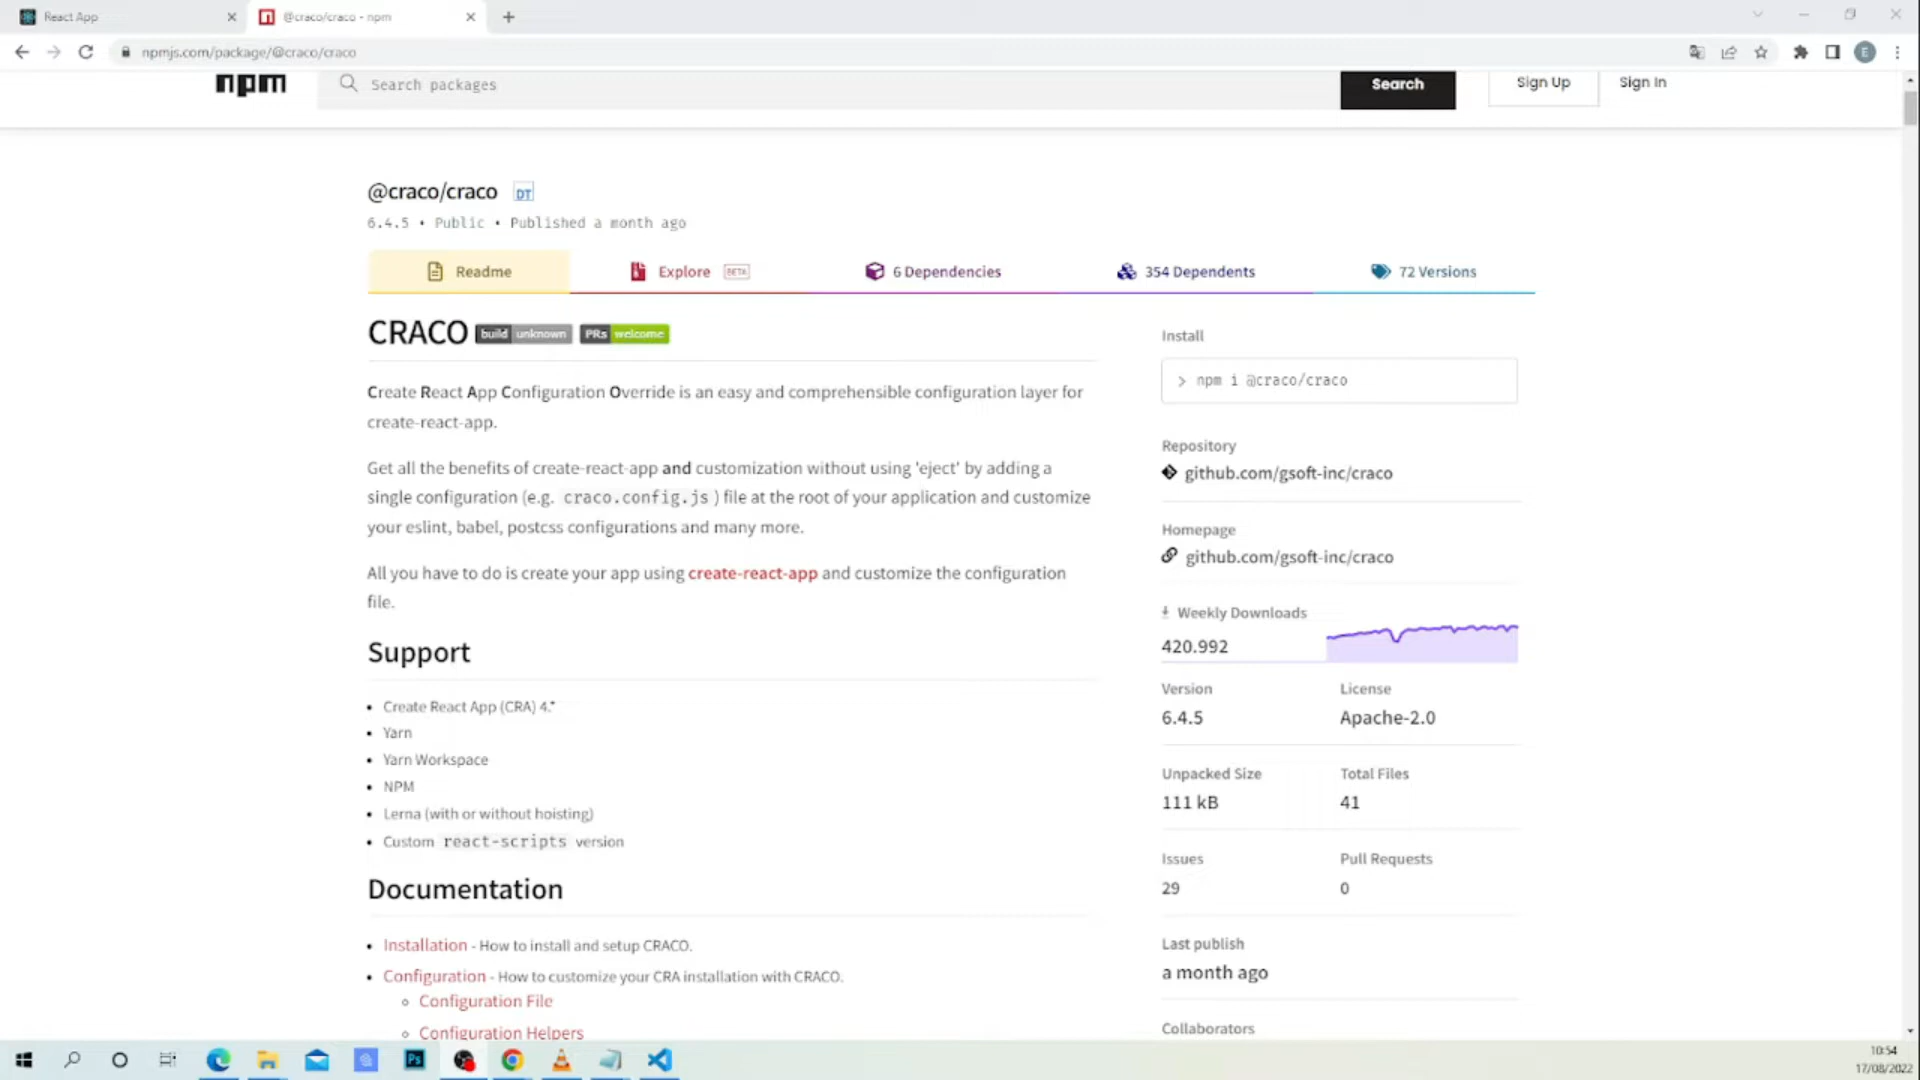 React App
@craco/craco - npm
npmjs.com/package/@craco/craco
E
npm
Search packages
Search
Sign Up
Sign In
@craco/craco DT
6.4.5 • Public • Published a month ago
Readme
Explore BETA
6 Dependencies
354 Dependents
72 Versions
CRACO build unknown PRs welcome
Create React App Configuration Override is an easy and comprehensible configuration layer for
create-react-app.
Get all the benefits of create-react-app and customization without using 'eject' by adding a
single configuration (e.g. craco.config.js ) file at the root of your application and customize
your eslint, babel, postcss configurations and many more.
All you have to do is create your app using create-react-app and customize the configuration
file.
Support
• Create React App (CRA) 4.*
• Yarn
• Yarn Workspace
• NPM
• Lerna (with or without hoisting)
• Custom react-scripts version
Documentation
• Installation - How to install and setup CRACO.
• Configuration - How to customize your CRA installation with CRACO.
◦ Configuration File
◦ Configuration Helpers
Install
> npm i @craco/craco
Repository
github.com/gsoft-inc/craco
Homepage
github.com/gsoft-inc/craco
Weekly Downloads
420.992
Version
6.4.5
License
Apache-2.0
Unpacked Size
111 kB
Total Files
41
Issues
29
Pull Requests
0
Last publish
a month ago
Collaborators
Ps
10:54
17/08/2022